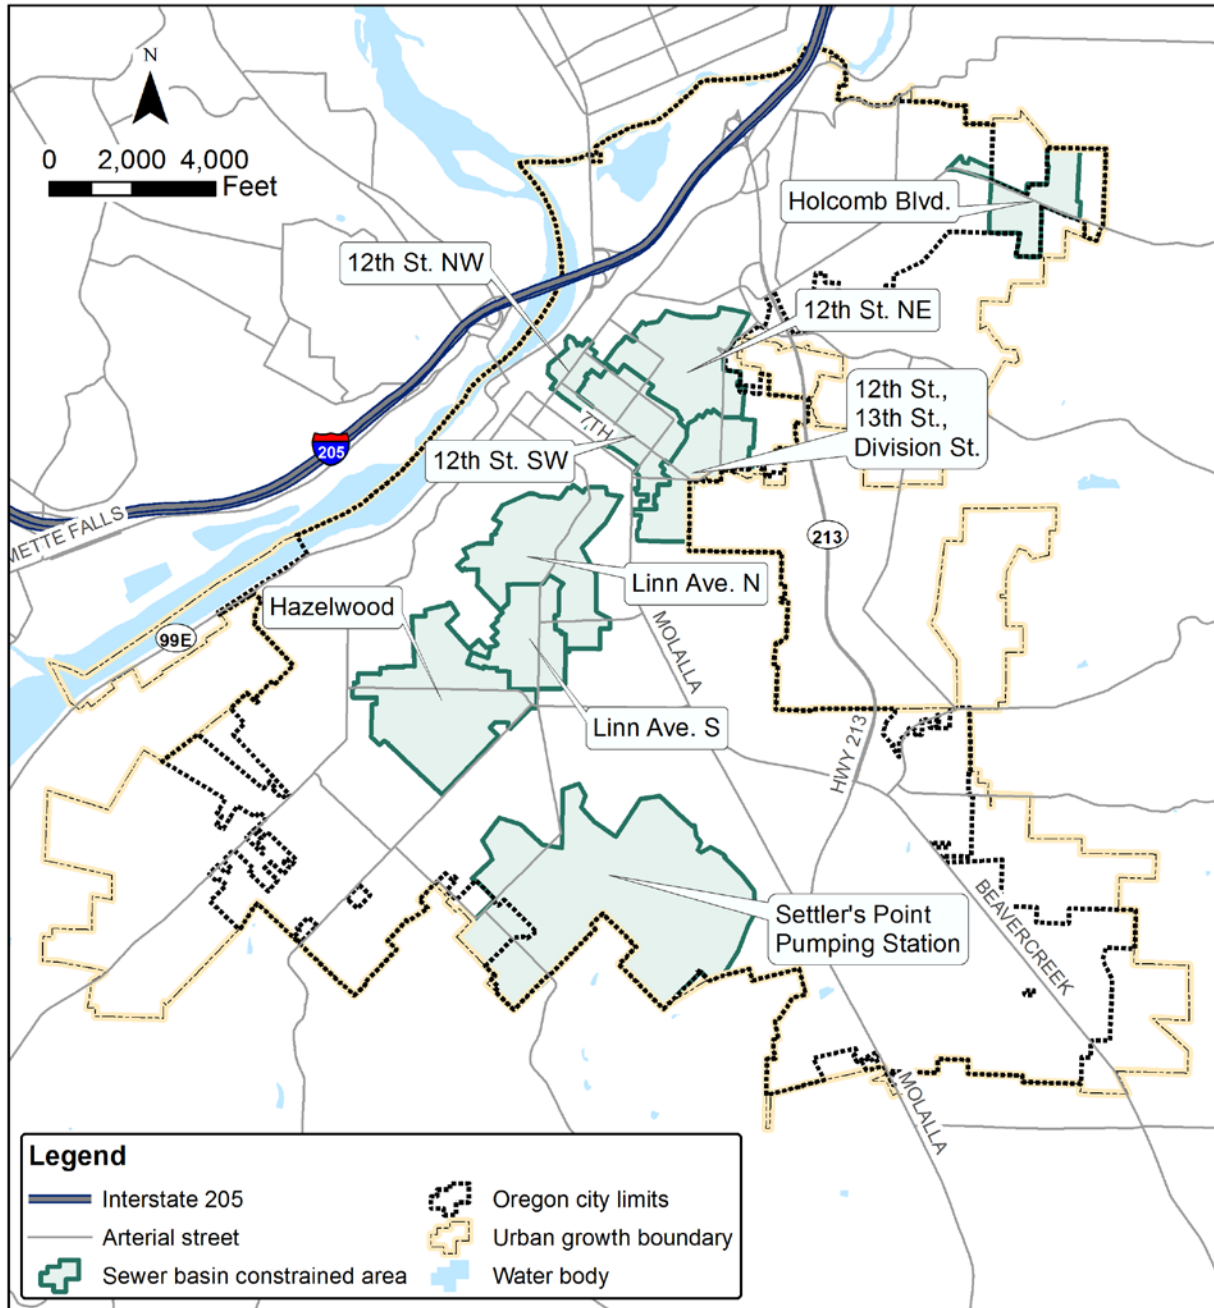 N
0 2,000 4,000
Feet
Holcomb Blvd.
12th St. NW
12th St. NE
12th St.,
13th St.,
Division St.
7TH
12th St. SW
205
METTE FALLS
213
Linn Ave. N
Hazelwood
99E
MOLALLA
Linn Ave. S
HWY 213
Settler's Point
Pumping Station
BEAVERCREEK
MOLALLA
Legend
Interstate 205
Arterial street
Sewer basin constrained area
Oregon city limits
Urban growth boundary
Water body